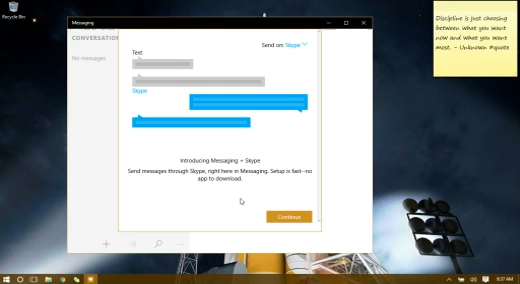 Recycle Bin
Messaging
CONVERSATION
No messages
Send on: Skype
Text
Skype
Introducing Messaging + Skype
Send messages through Skype, right here in Messaging. Setup is fast—no
app to download.
Continue
Discipline is just choosing
between what you want
now and what you want
most. - Unknown #quote
9:37 AM